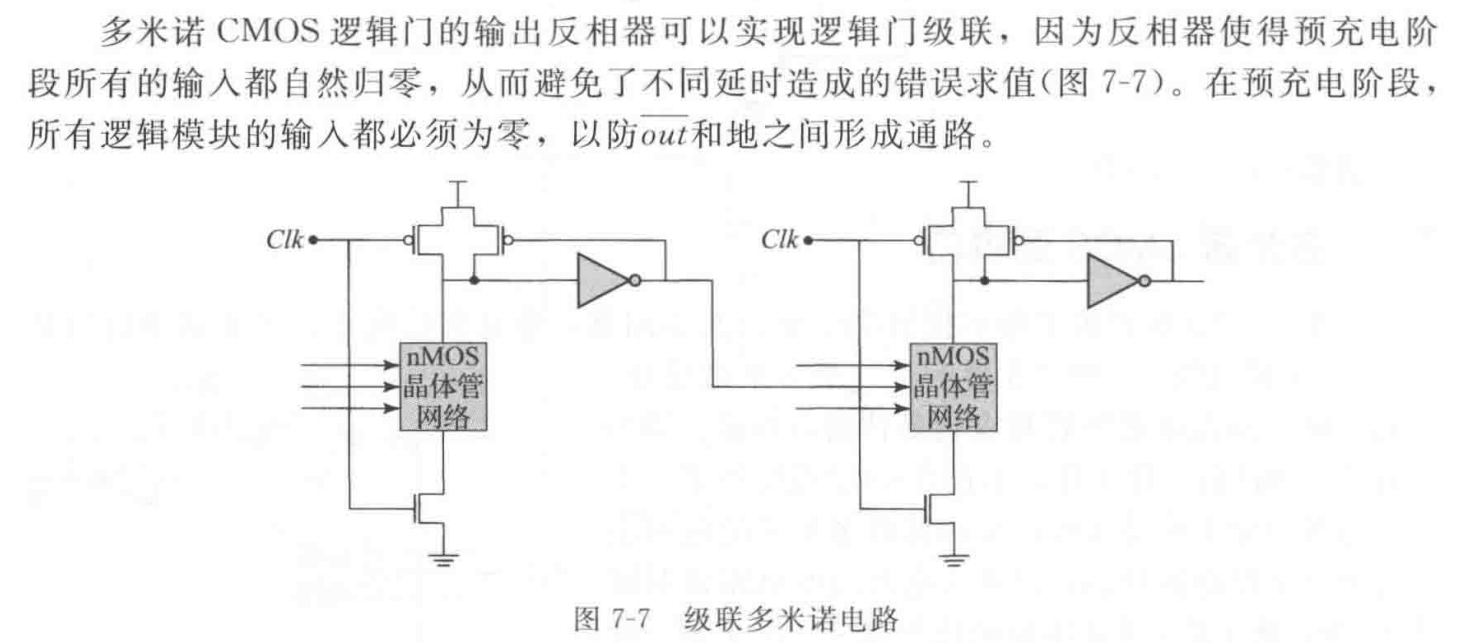 多米诺 CMOS 逻辑门的输出反相器可以实现逻辑门级联，因为反相器使得预充电阶
段所有的输入都自然归零，从而避免了不同延时造成的错误求值(图 7-7)。在预充电阶段，
所有逻辑模块的输入都必须为零，以防o̅u̅t̅和地之间形成通路。
Clk
nMOS
晶体管
网络
Clk
nMOS
晶体管
网络
图 7-7 级联多米诺电路